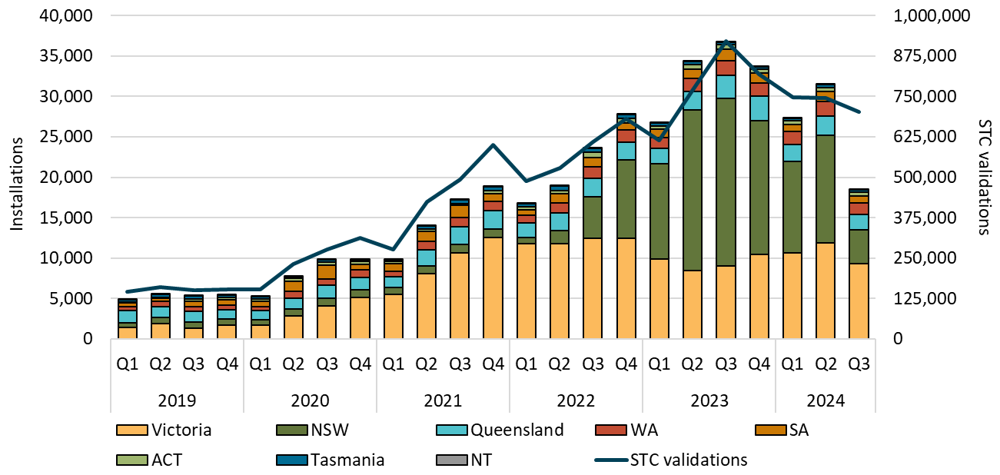 40,000 1,000,000
35,000 875,000
30,000 750,000
25,000 625,000
20,000 500,000
15,000 375,000
10,000 250,000
5,000 125,000
0 0
Installations
STC validations
Q1 Q2 Q3 Q4 Q1 Q2 Q3 Q4 Q1 Q2 Q3 Q4 Q1 Q2 Q3 Q4 Q1 Q2 Q3 Q4 Q1 Q2 Q3
2019 2020 2021 2022 2023 2024
Victoria NSW Queensland WA SA
ACT Tasmania NT STC validations